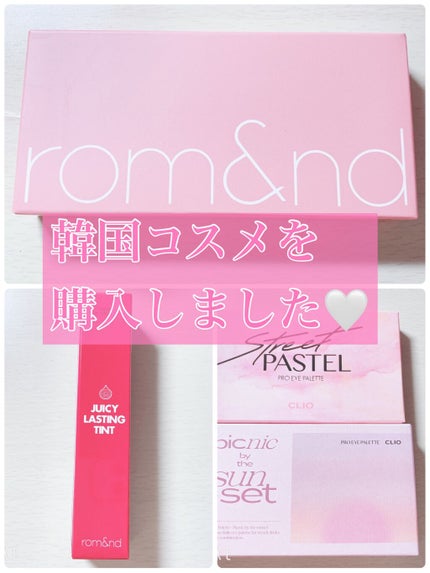 rom&nd
韓国コスメを
購入しました🤍
JUICY
LASTING
TINT
rom&nd
Street
PASTEL
PRO EYE PALETTE
CLIO
picnic
by
the
sun
set
PRO EYE PALETTE CLIO